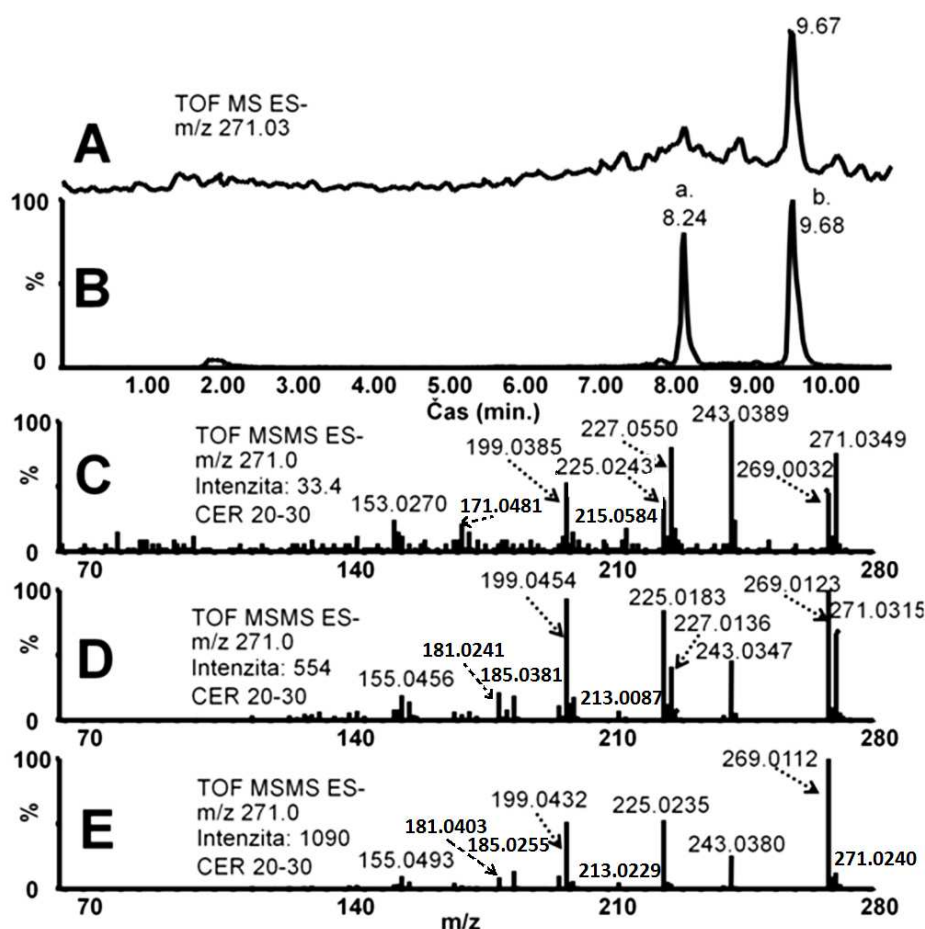 9.67
TOF MS ES-
m/z 271.03
A
100
a.
8.24
b.
9.68
%
B
0
1.00 2.00 3.00 4.00 5.00 6.00 7.00 8.00 9.00 10.00
Čas (min.)
100
TOF MSMS ES-
m/z 271.0
Intenzita: 33.4
CER 20-30
%
C
153.0270
171.0481
199.0385
225.0243
215.0584
227.0550
243.0389
269.0032
271.0349
0
70 140 210 280
100
TOF MSMS ES-
m/z 271.0
Intenzita: 554
CER 20-30
%
D
155.0456
181.0241
185.0381
199.0454
213.0087
225.0183
227.0136
243.0347
269.0123
271.0315
0
70 140 210 280
100
TOF MSMS ES-
m/z 271.0
Intenzita: 1090
CER 20-30
%
E
155.0493
181.0403
185.0255
199.0432
213.0229
225.0235
243.0380
269.0112
271.0240
0
70 140 210 280
m/z